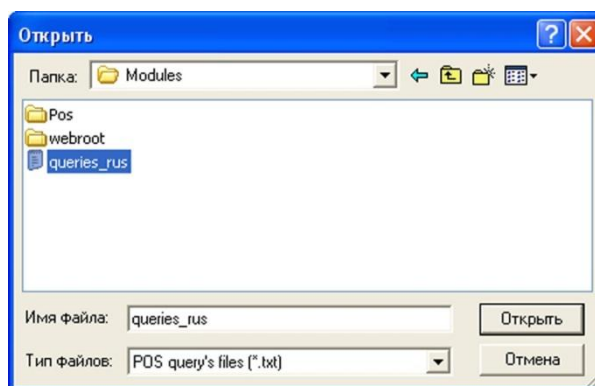 Открыть
Папка: Modules
Pos
webroot
queries_rus
Имя файла: queries_rus Открыть
Тип файлов: POS query's files (*.txt) Отмена